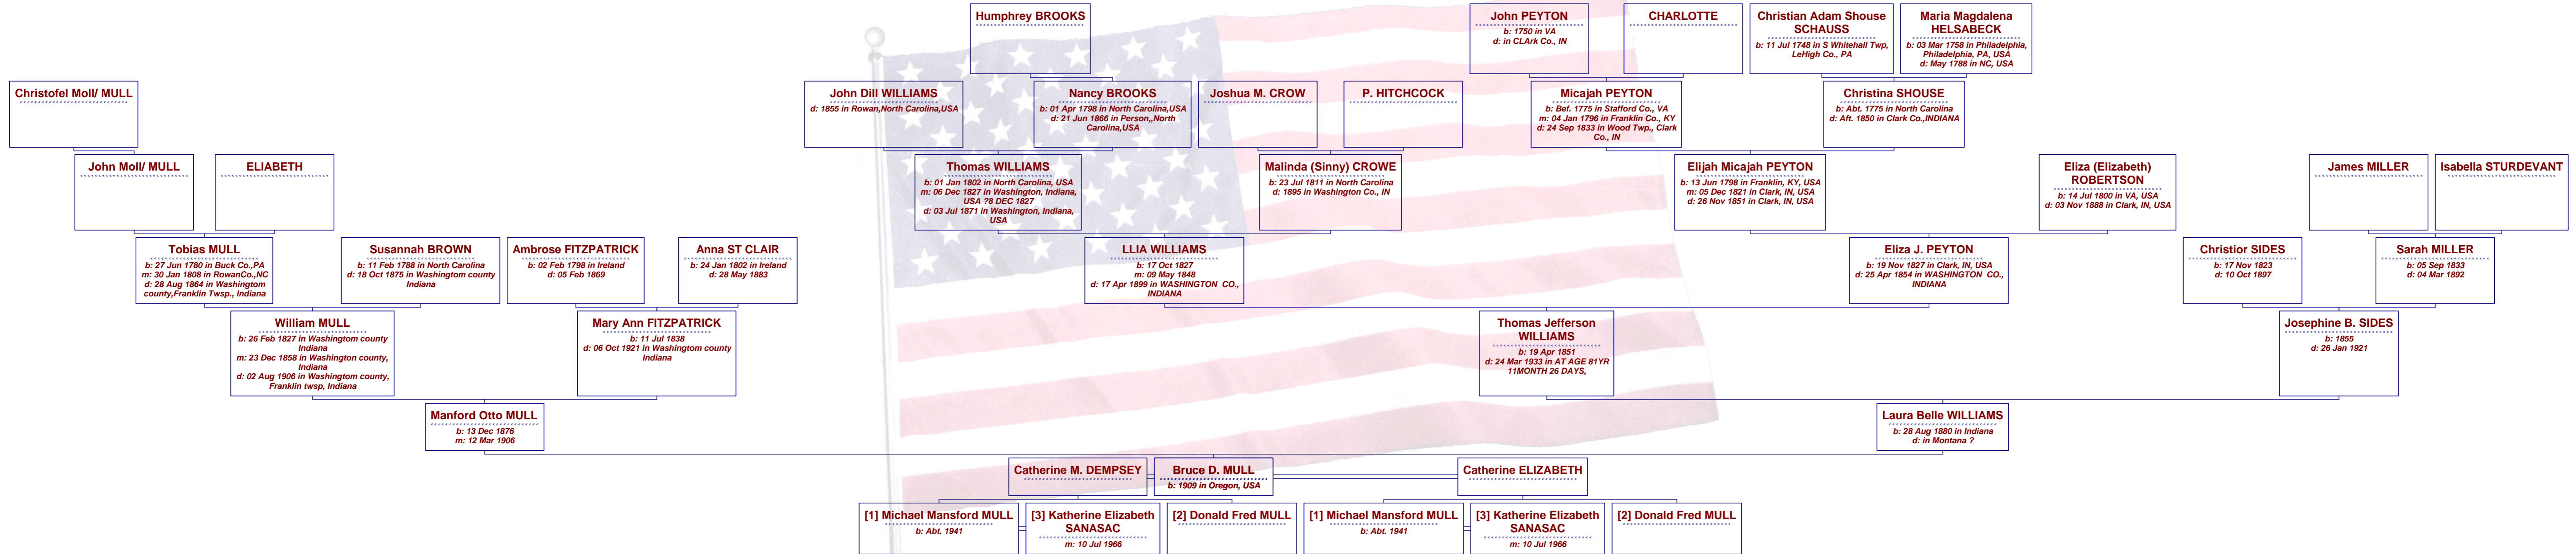 Humphrey BROOKS
John PEYTON
b: 1750 in VA
d: in CLArk Co., IN
CHARLOTTE
Christian Adam Shouse
SCHAUSS
b: 11 Jul 1748 in S Whitehall Twp,
LeHigh Co., PA
Maria Magdalena
HELSABECK
b: 03 Mar 1758 in Philadelphia,
Philadelphia, PA, USA
d: May 1788 in NC, USA
Christofel Moll/ MULL
John Dill WILLIAMS
d: 1855 in Rowan,North Carolina,USA
Nancy BROOKS
b: 01 Apr 1798 in North Carolina,USA
d: 21 Jun 1866 in Person,,North
Carolina,USA
Joshua M. CROW
P. HITCHCOCK
Micajah PEYTON
b: Bef. 1775 in Stafford Co., VA
m: 04 Jan 1796 in Franklin Co., KY
d: 24 Sep 1833 in Wood Twp., Clark
Co., IN
Christina SHOUSE
b: Abt. 1775 in North Carolina
d: Aft. 1850 in Clark Co.,INDIANA
John Moll/ MULL
ELIABETH
Thomas WILLIAMS
b: 01 Jan 1802 in North Carolina, USA
m: 06 Dec 1827 in Washington, Indiana,
USA ?8 DEC 1827
d: 03 Jul 1871 in Washington, Indiana,
USA
Malinda (Sinny) CROWE
b: 23 Jul 1811 in North Carolina
d: 1895 in Washington Co., IN
Elijah Micajah PEYTON
b: 13 Jun 1798 in Franklin, KY, USA
m: 05 Dec 1821 in Clark, IN, USA
d: 26 Nov 1851 in Clark, IN, USA
Eliza (Elizabeth)
ROBERTSON
b: 14 Jul 1800 in VA, USA
d: 03 Nov 1888 in Clark, IN, USA
James MILLER
Isabella STURDEVANT
Tobias MULL
b: 27 Jun 1780 in Buck Co.,PA
m: 30 Jan 1808 in RowanCo.,NC
d: 28 Aug 1864 in Washingtom
county,Franklin Twsp., Indiana
Susannah BROWN
b: 11 Feb 1788 in North Carolina
d: 18 Oct 1875 in Washingtom county
Indiana
Ambrose FITZPATRICK
b: 02 Feb 1798 in Ireland
d: 05 Feb 1869
Anna ST CLAIR
b: 24 Jan 1802 in Ireland
d: 28 May 1883
LLIA WILLIAMS
b: 17 Oct 1827
m: 09 May 1848
d: 17 Apr 1899 in WASHINGTON  CO.,
INDIANA
Eliza J. PEYTON
b: 19 Nov 1827 in Clark, IN, USA
d: 25 Apr 1854 in WASHINGTON  CO.,
INDIANA
Christior SIDES
b: 17 Nov 1823
d: 10 Oct 1897
Sarah MILLER
b: 05 Sep 1833
d: 04 Mar 1892
William MULL
b: 26 Feb 1827 in Washingtom county
Indiana
m: 23 Dec 1858 in Washington county,
Indiana
d: 02 Aug 1906 in Washingtom county,
Franklin twsp, Indiana
Mary Ann FITZPATRICK
b: 11 Jul 1838
d: 06 Oct 1921 in Washingtom county
Indiana
Thomas Jefferson
WILLIAMS
b: 19 Apr 1851
d: 24 Mar 1933 in AT AGE 81YR
11MONTH 26 DAYS,
Josephine B. SIDES
b: 1855
d: 26 Jan 1921
Manford Otto MULL
b: 13 Dec 1876
m: 12 Mar 1906
Laura Belle WILLIAMS
b: 28 Aug 1880 in Indiana
d: in Montana ?
Catherine M. DEMPSEY
Bruce D. MULL
b: 1909 in Oregon, USA
Catherine ELIZABETH
[1] Michael Mansford MULL
b: Abt. 1941
[3] Katherine Elizabeth
SANASAC
m: 10 Jul 1966
[2] Donald Fred MULL
[1] Michael Mansford MULL
b: Abt. 1941
[3] Katherine Elizabeth
SANASAC
m: 10 Jul 1966
[2] Donald Fred MULL